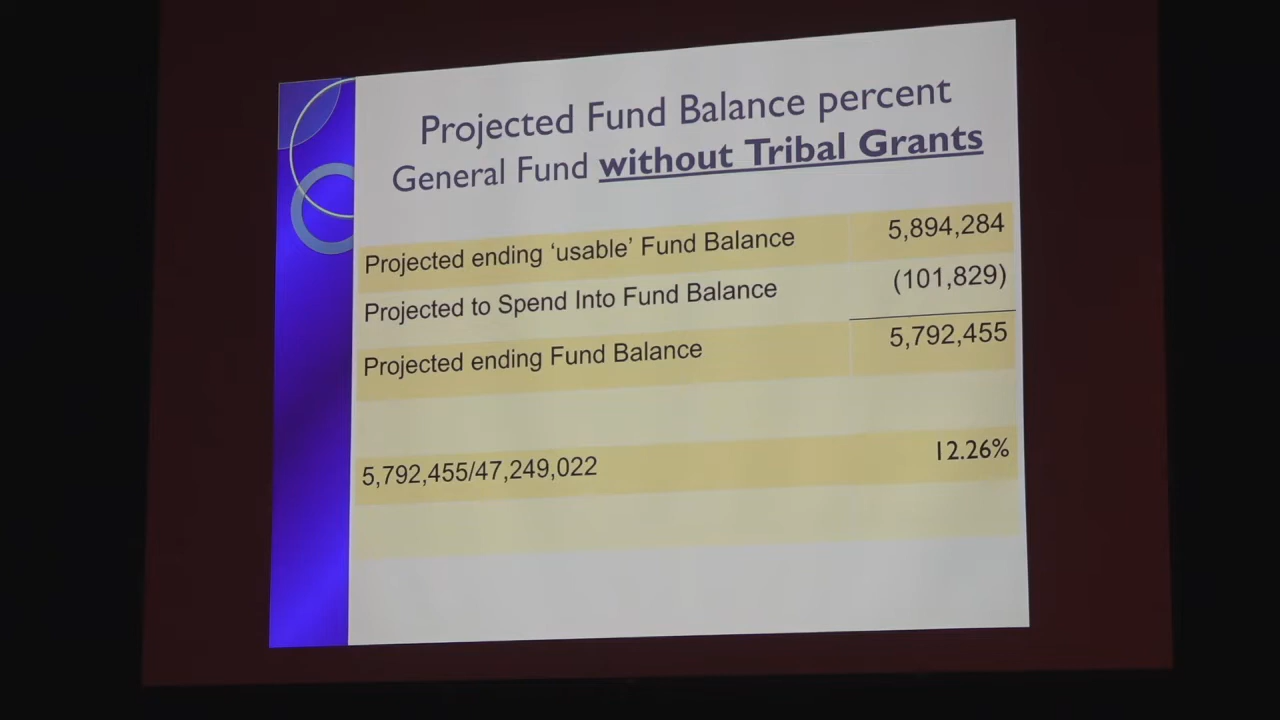 Projected Fund Balance percent
General Fund without Tribal Grants
Projected ending ‘usable’ Fund Balance 5,894,284
Projected to Spend Into Fund Balance (101,829)
Projected ending Fund Balance 5,792,455
5,792,455/47,249,022 12.26%